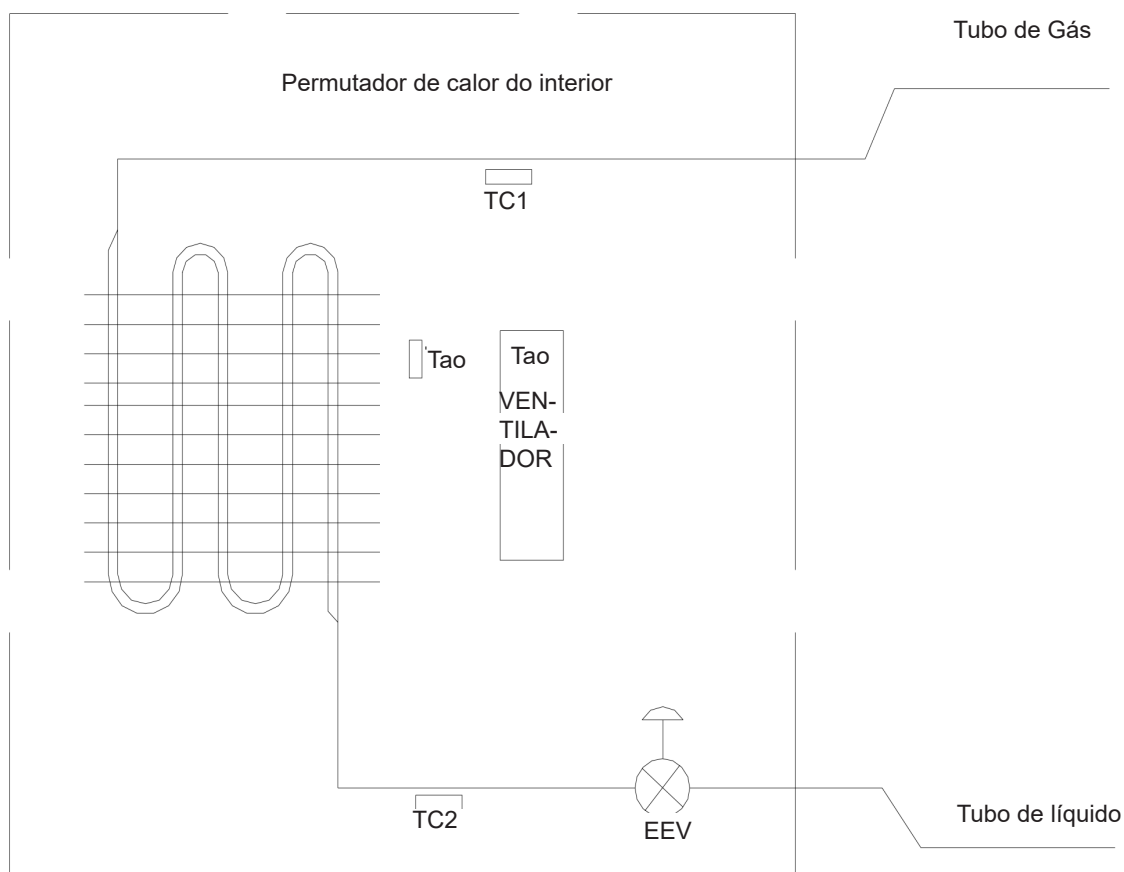 Tubo de Gás
Permutador de calor do interior
TC1
Tao
Tao
VEN-
TILA-
DOR
TC2
EEV
Tubo de líquido